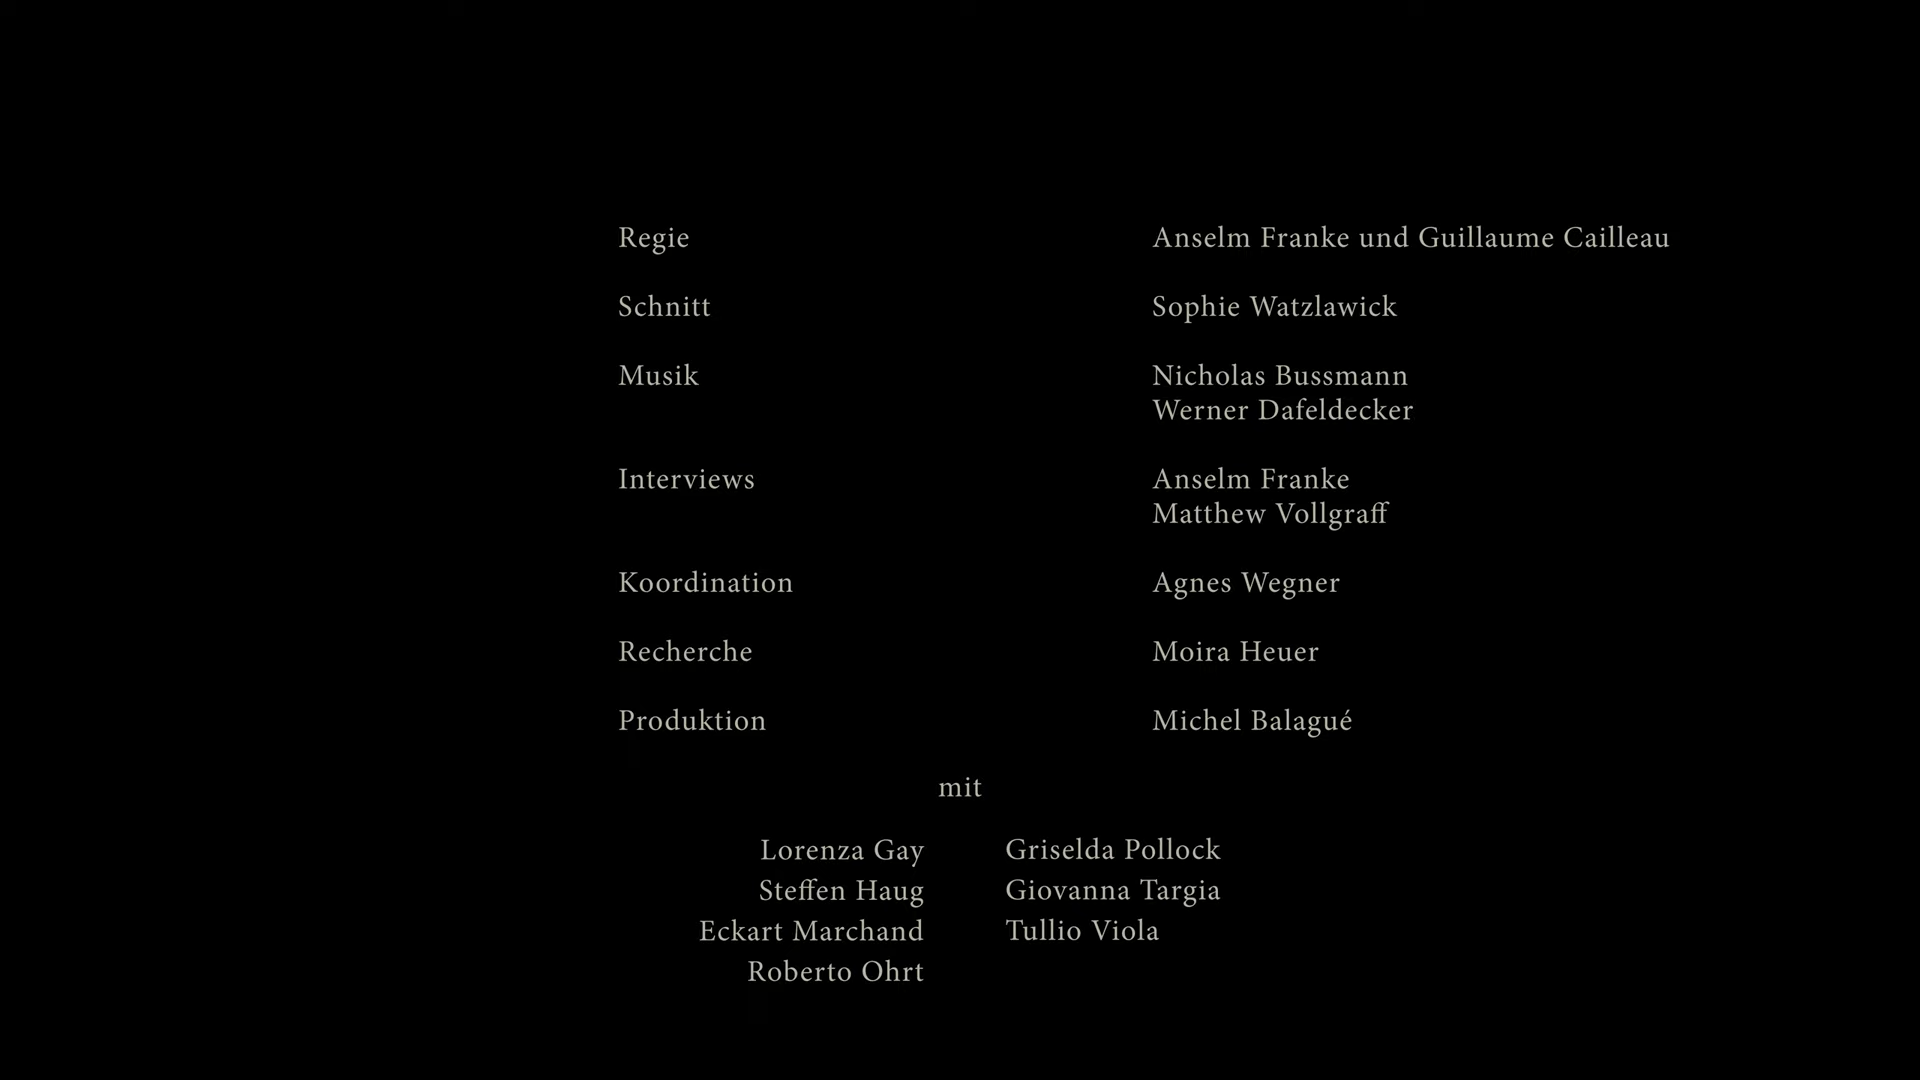 Regie Anselm Franke und Guillaume Cailleau
Schnitt Sophie Watzlawick
Musik Nicholas Bussmann
Werner Dafeldecker
Interviews Anselm Franke
Matthew Vollgraff
Koordination Agnes Wegner
Recherche Moira Heuer
Produktion Michel Balagué
mit
Lorenza Gay Griselda Pollock
Steffen Haug Giovanna Targia
Eckart Marchand Tullio Viola
Roberto Ohrt